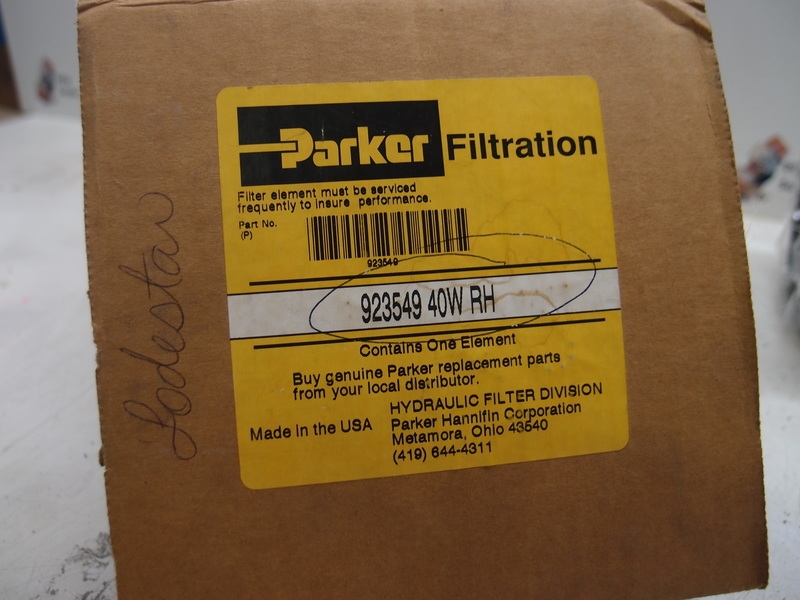 Parker Filtration
Filter element must be serviced
frequently to insure performance.
Part No.
(P)
923549
923549 40W RH
Contains One Element
Buy genuine Parker replacement parts
from your local distributor.
Made in the USA
HYDRAULIC FILTER DIVISION
Parker Hannifin Corporation
Metamora, Ohio 43540
(419) 644-4311
Lodestar